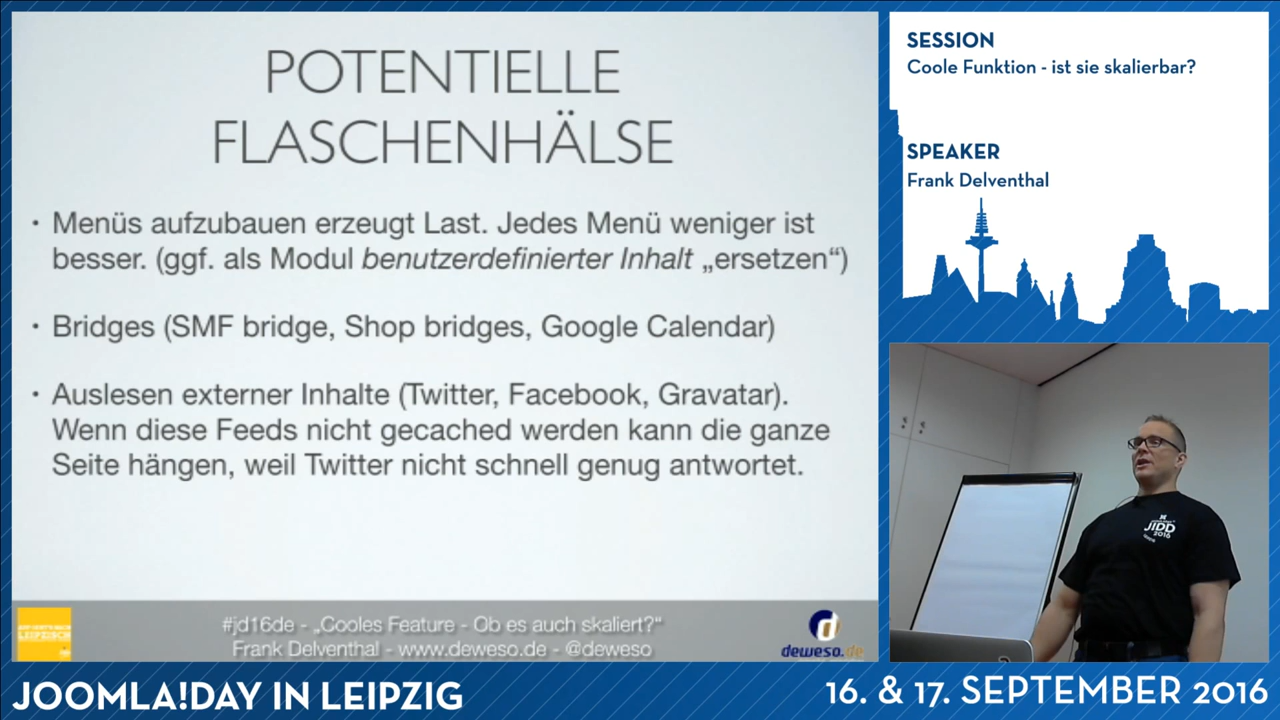 POTENTIELLE
FLASCHENHÄLSE
• Menüs aufzubauen erzeugt Last. Jedes Menü weniger ist
besser. (ggf. als Modul benutzerdefinierter Inhalt „ersetzen“)
• Bridges (SMF bridge, Shop bridges, Google Calendar)
• Auslesen externer Inhalte (Twitter, Facebook, Gravatar).
Wenn diese Feeds nicht gecached werden kann die ganze
Seite hängen, weil Twitter nicht schnell genug antwortet.
#jd16de - „Cooles Feature - Ob es auch skaliert?“
Frank Delventhal - www.deweso.de - @deweso
deweso.de
SESSION
Coole Funktion - ist sie skalierbar?
SPEAKER
Frank Delventhal
JDD
2016
JOOMLA!DAY IN LEIPZIG
16. & 17. SEPTEMBER 2016